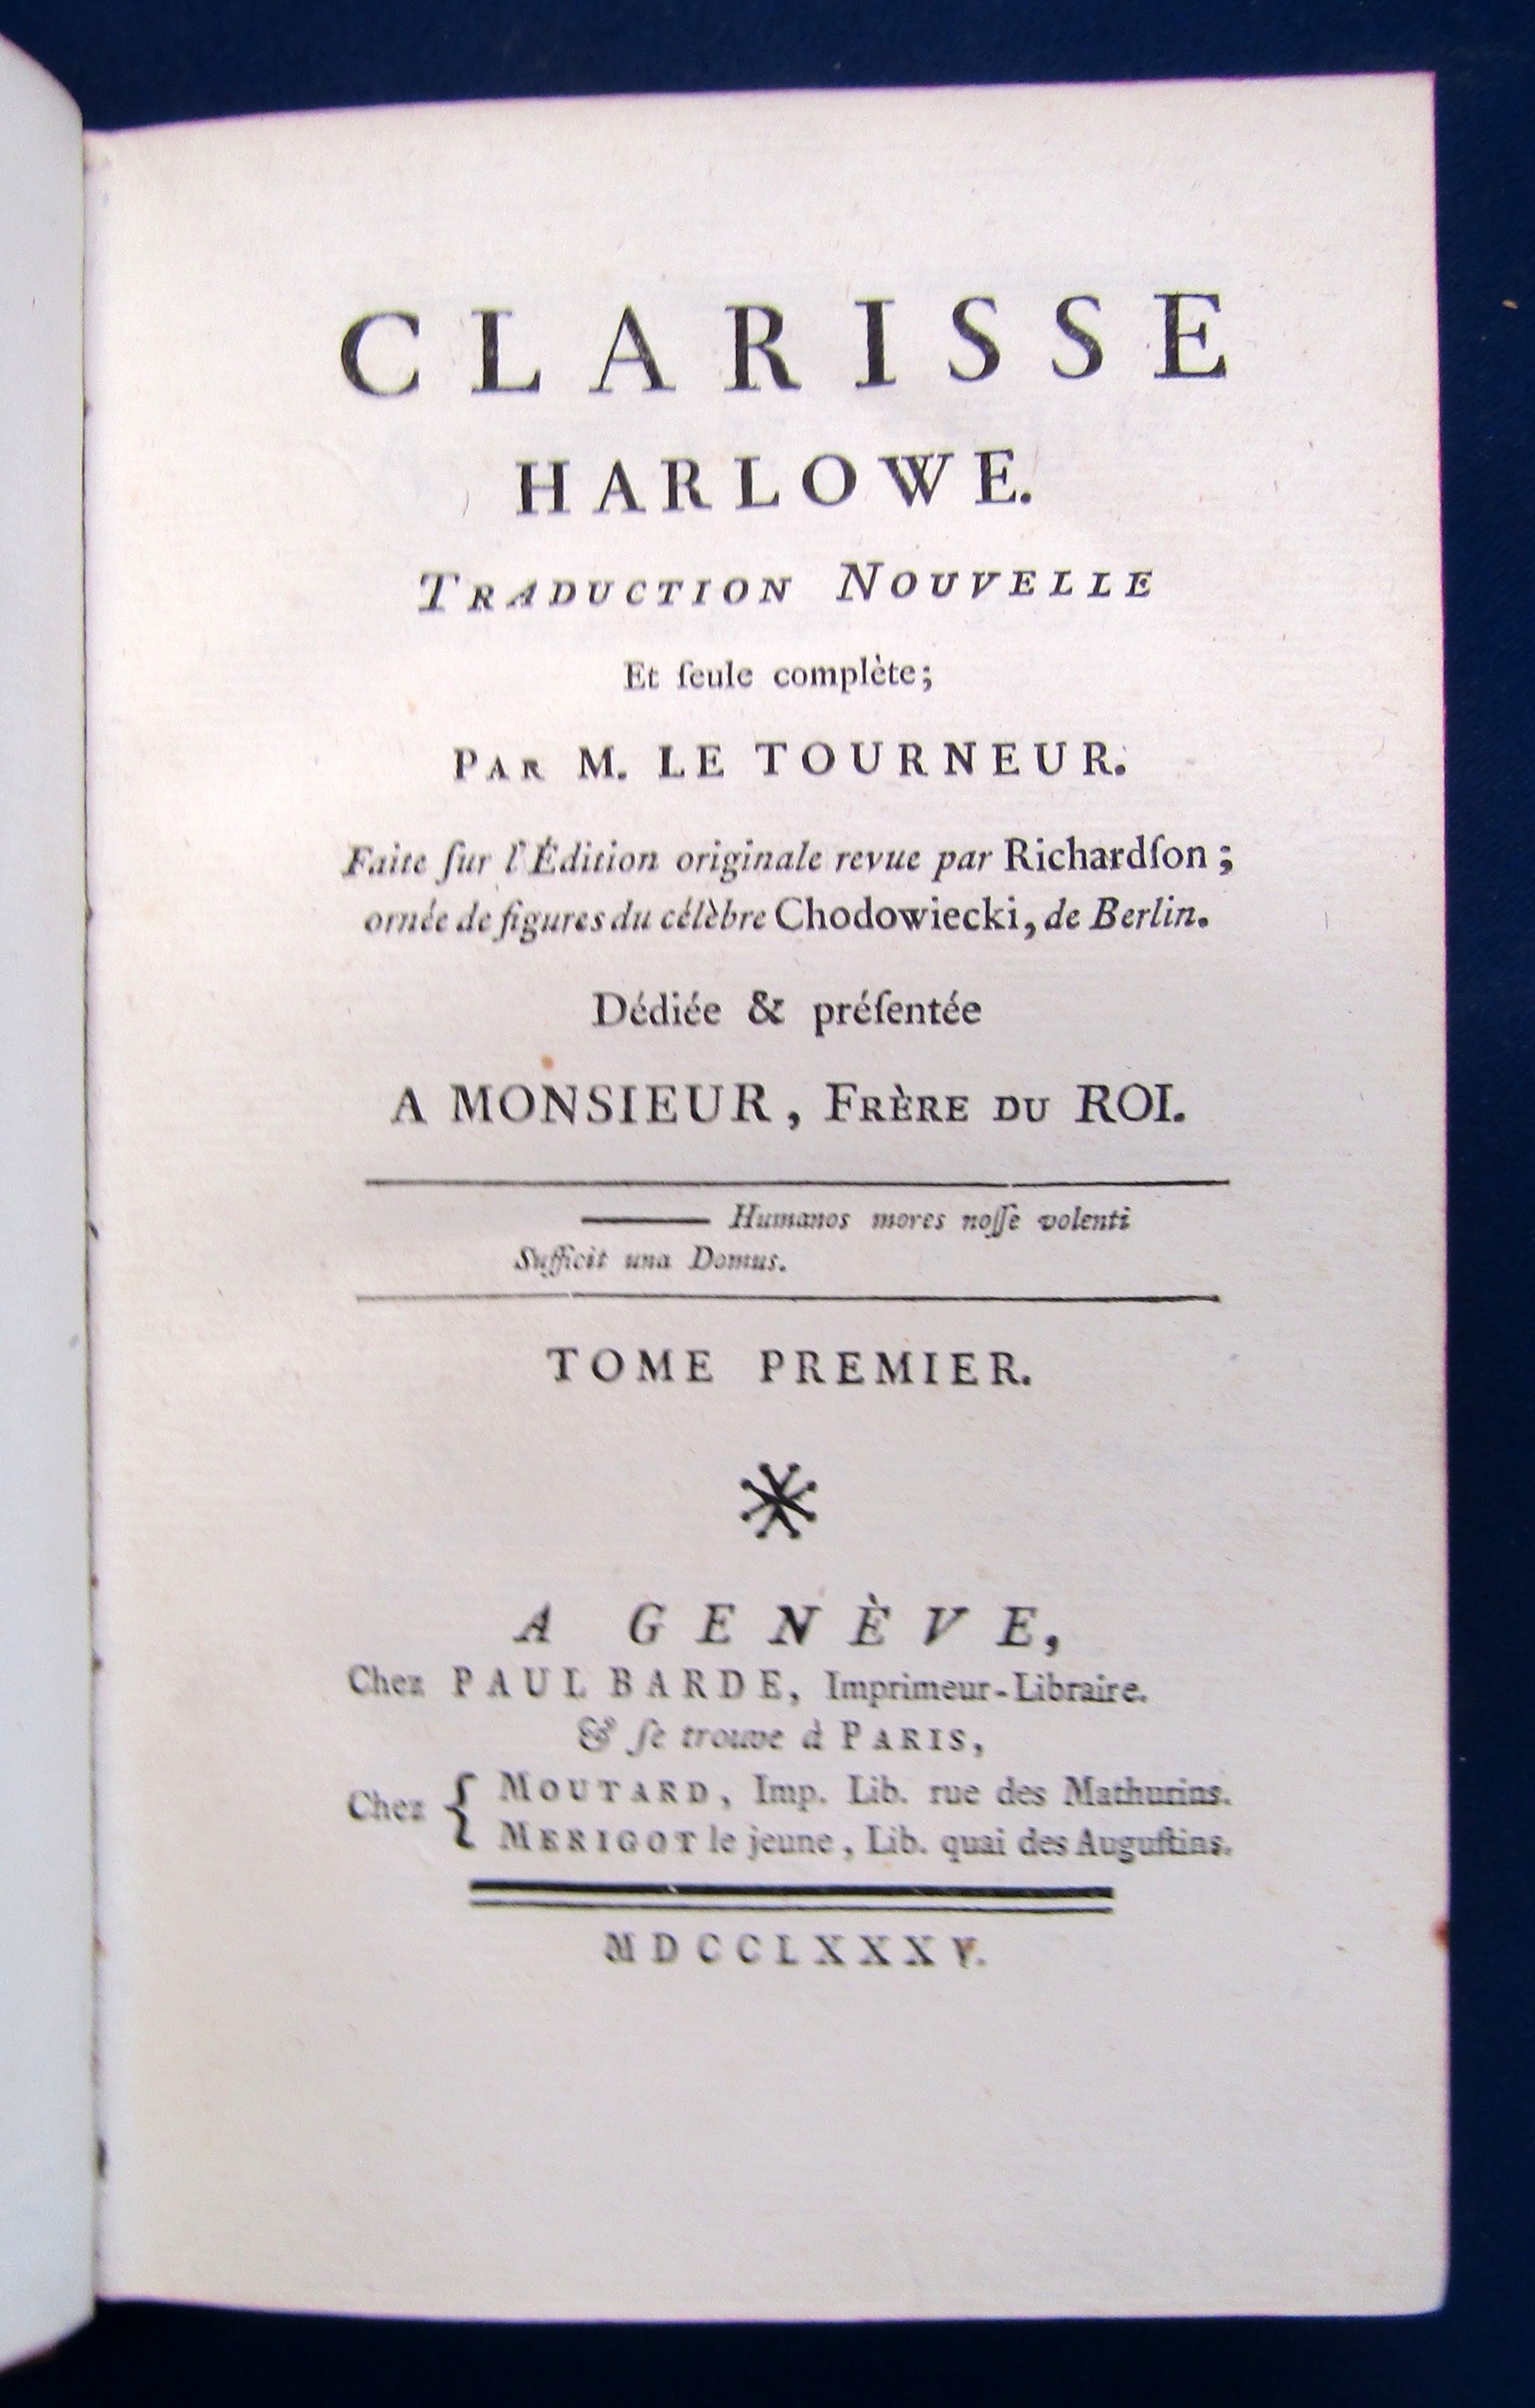 CLARISSE
HARLOWE.
TRADUCTION NOUVELLE
Et ſeule complète;
PAR M. LE TOURNEUR.
Faite ſur l'Édition originale revue par Richardſon;
ornée de figures du célèbre Chodowiecki, de Berlin.
Dédiée & préſentée
A MONSIEUR, FRÈRE DU ROI.
——— Humanos mores noſſe volenti
Sufficit una Domus.
TOME PREMIER.
A GENÈVE,
Chez PAUL BARDE, Imprimeur-Libraire.
& ſe trouve à PARIS,
Chez { MOUTARD, Imp. Lib. rue des Mathurins.
MERIGOT le jeune, Lib. quai des Auguſtins.
MDCCLXXXV.